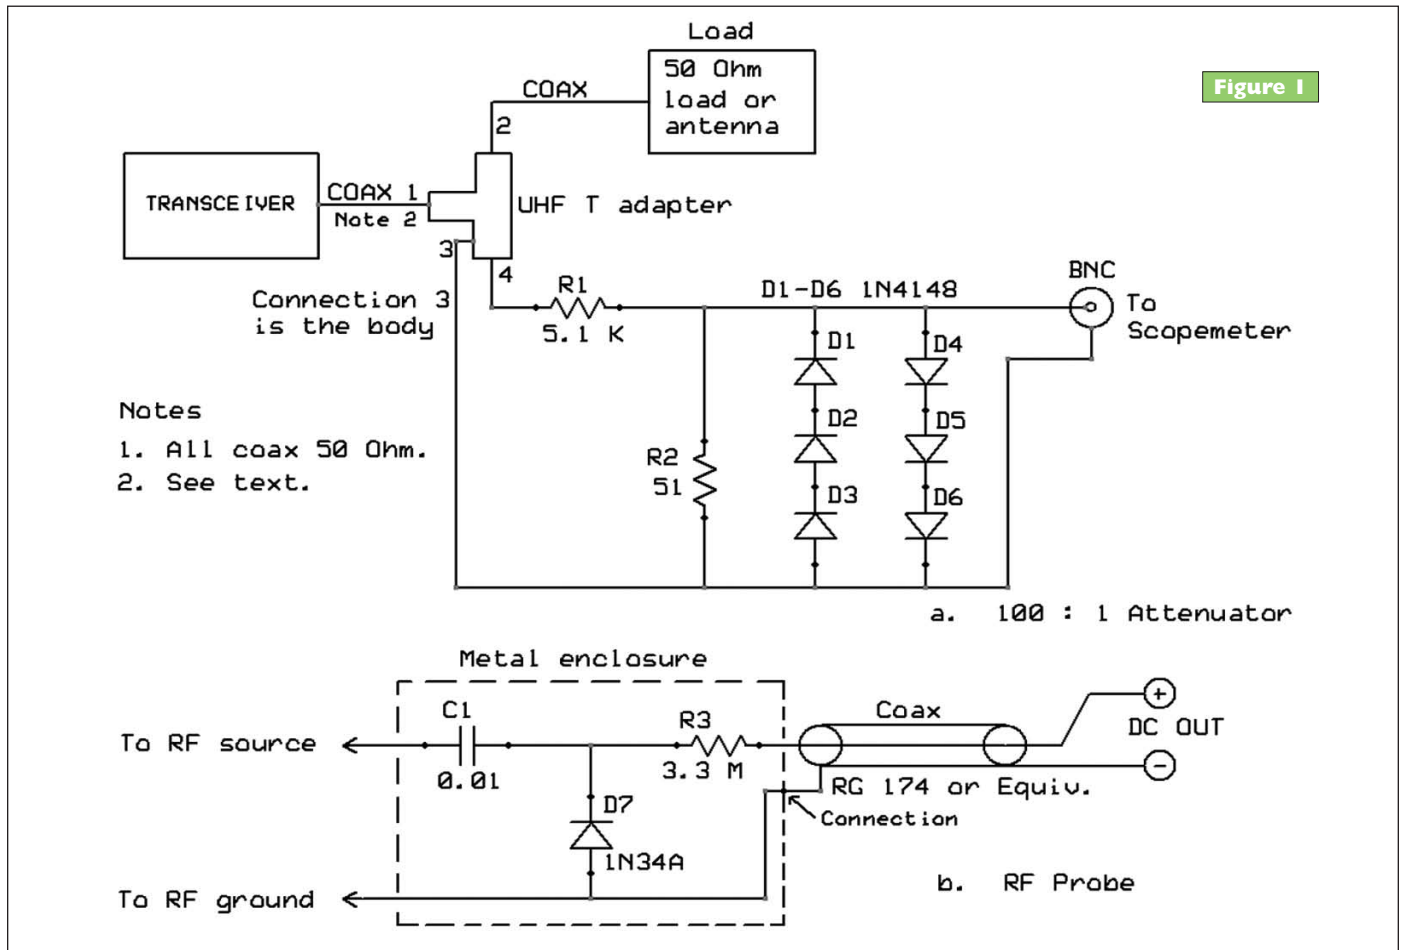 Figure 1
Load
50 Ohm
load or
antenna
COAX
2
TRANSCEIVER
COAX 1
Note 2
UHF T adapter
3
4
Connection 3
is the body
R1
5.1 K
D1-D6 1N4148
BNC
To
Scopemeter
D1
D4
D2
D5
R2
51
D3
D6
Notes
1. All coax 50 Ohm.
2. See text.
a. 100 : 1 Attenuator
Metal enclosure
C1
0.01
R3
3.3 M
Coax
+
DC OUT
-
To RF source
RG 174 or Equiv.
Connection
D7
1N34A
To RF ground
b. RF Probe